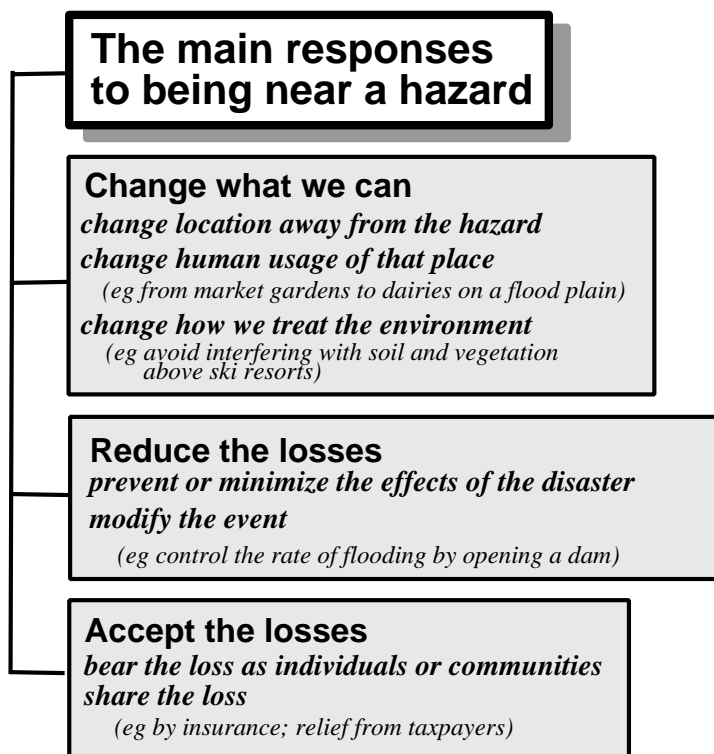 The main responses
to being near a hazard
Change what we can
change location away from the hazard
change human usage of that place
(eg from market gardens to dairies on a flood plain)
change how we treat the environment
(eg avoid interfering with soil and vegetation
above ski resorts)
Reduce the losses
prevent or minimize the effects of the disaster
modify the event
(eg control the rate of flooding by opening a dam)
Accept the losses
bear the loss as individuals or communities
share the loss
(eg by insurance; relief from taxpayers)